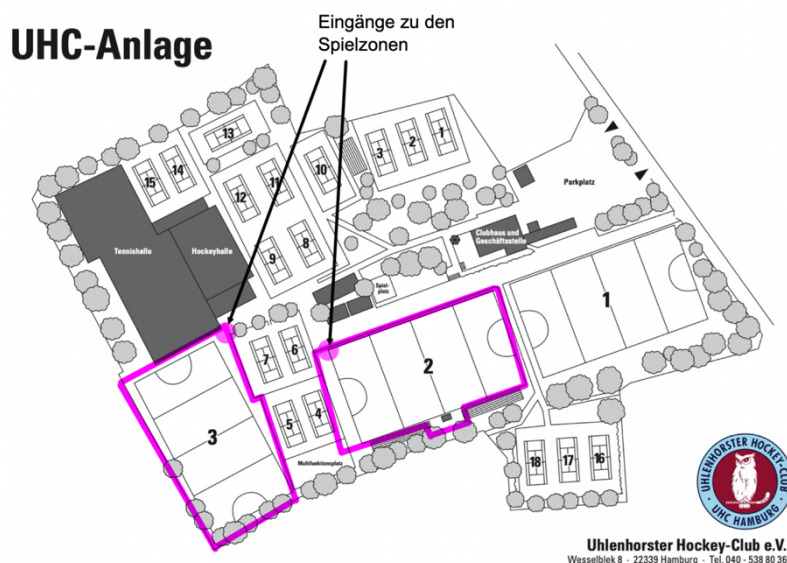 UHC-Anlage
Eingänge zu den
Spielzonen
13
14
15
10
3
2
1
11
12
8
9
Parkplatz
Clubhaus und
Geschäftsstelle
Tennishalle
Hockeyhalle
Spiel-
platz
1
2
3
7
6
5
4
Multifunktionsplatz
18
17
16
UHLENHORSTER HOCKEY-CLUB
UHC HAMBURG
Uhlenhorster Hockey-Club e.V.
Wesselblek 8 · 22339 Hamburg · Tel. 040 - 538 80 36